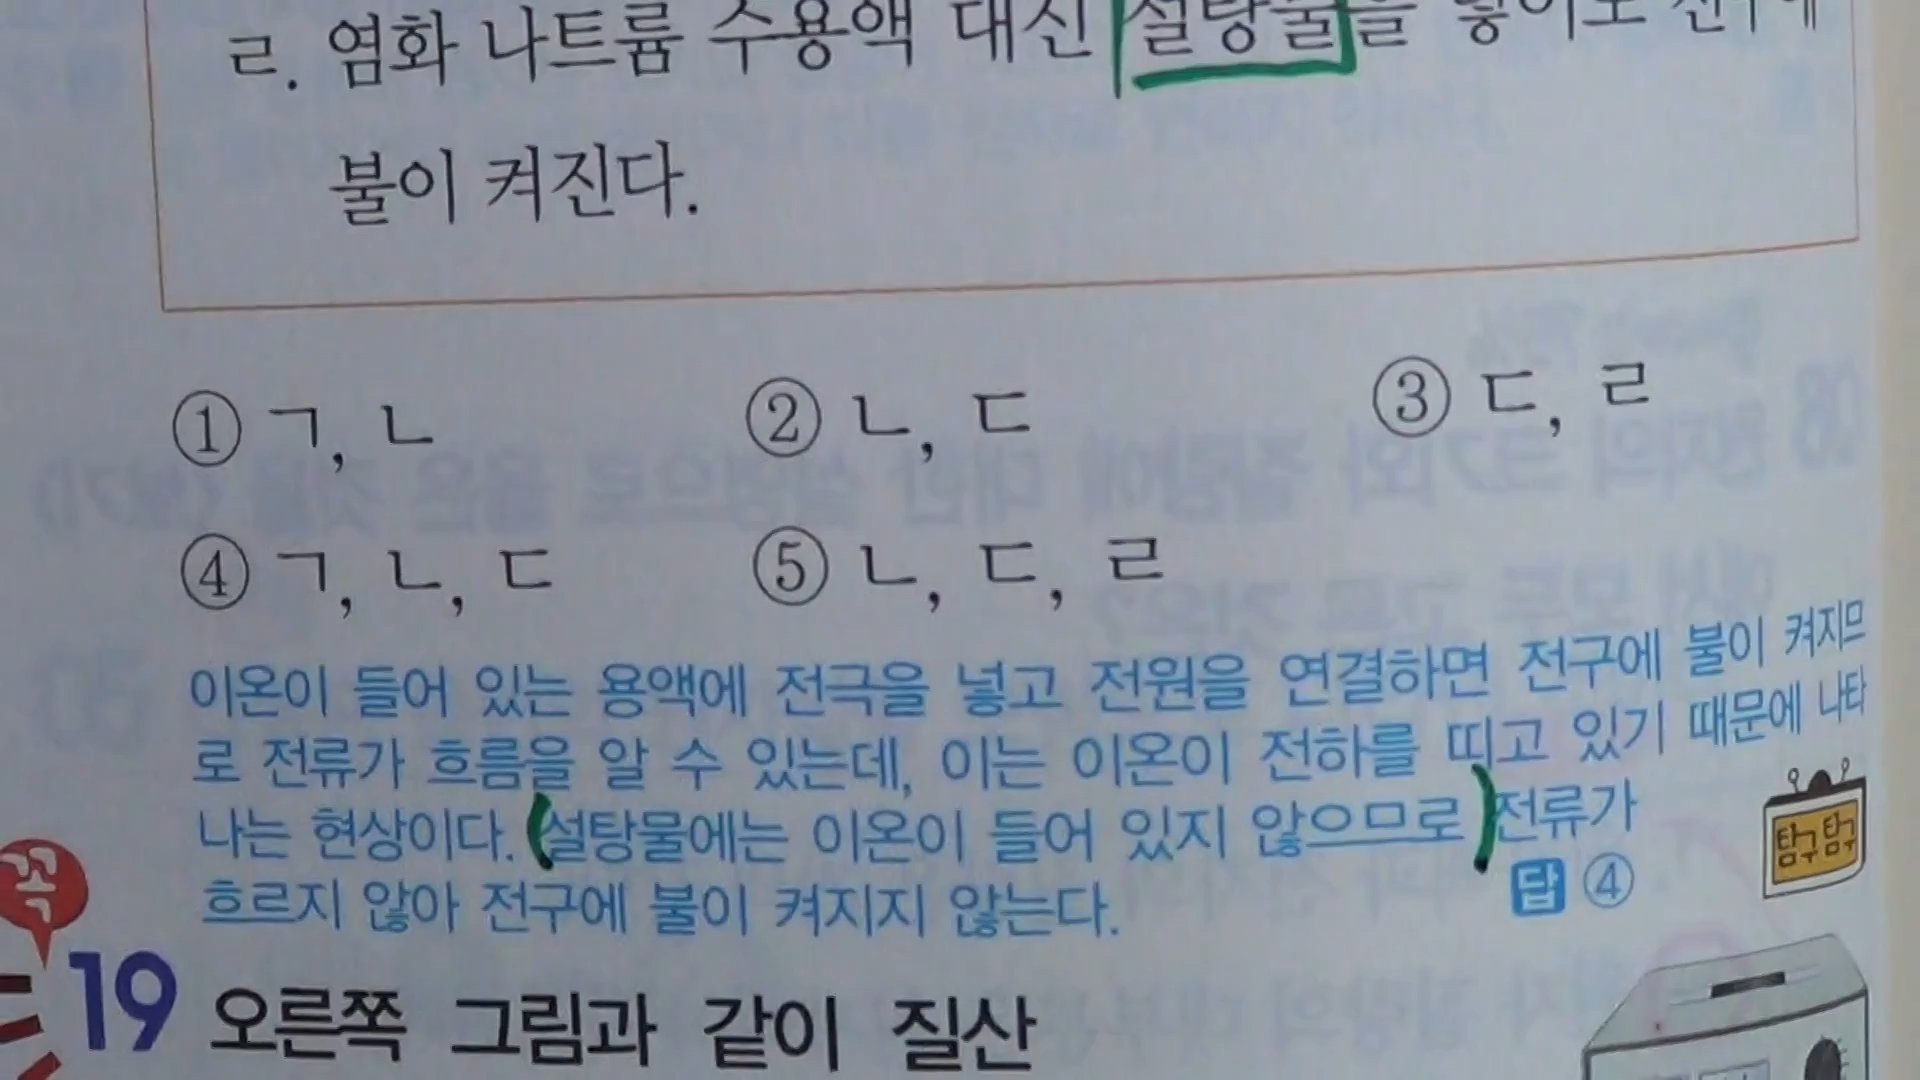 ㄹ. 염화 나트륨 수용액 대신 설탕물을 넣어도 전구에
불이 켜진다.
① ㄱ, ㄴ ② ㄴ, ㄷ ③ ㄷ, ㄹ
④ ㄱ, ㄴ, ㄷ ⑤ ㄴ, ㄷ, ㄹ
이온이 들어 있는 용액에 전극을 넣고 전원을 연결하면 전구에 불이 켜지므
로 전류가 흐름을 알 수 있는데, 이는 이온이 전하를 띠고 있기 때문에 나타
나는 현상이다. (설탕물에는 이온이 들어 있지 않으므로) 전류가
흐르지 않아 전구에 불이 켜지지 않는다. 답 ④
탐구
꼭
19 오른쪽 그림과 같이 질산